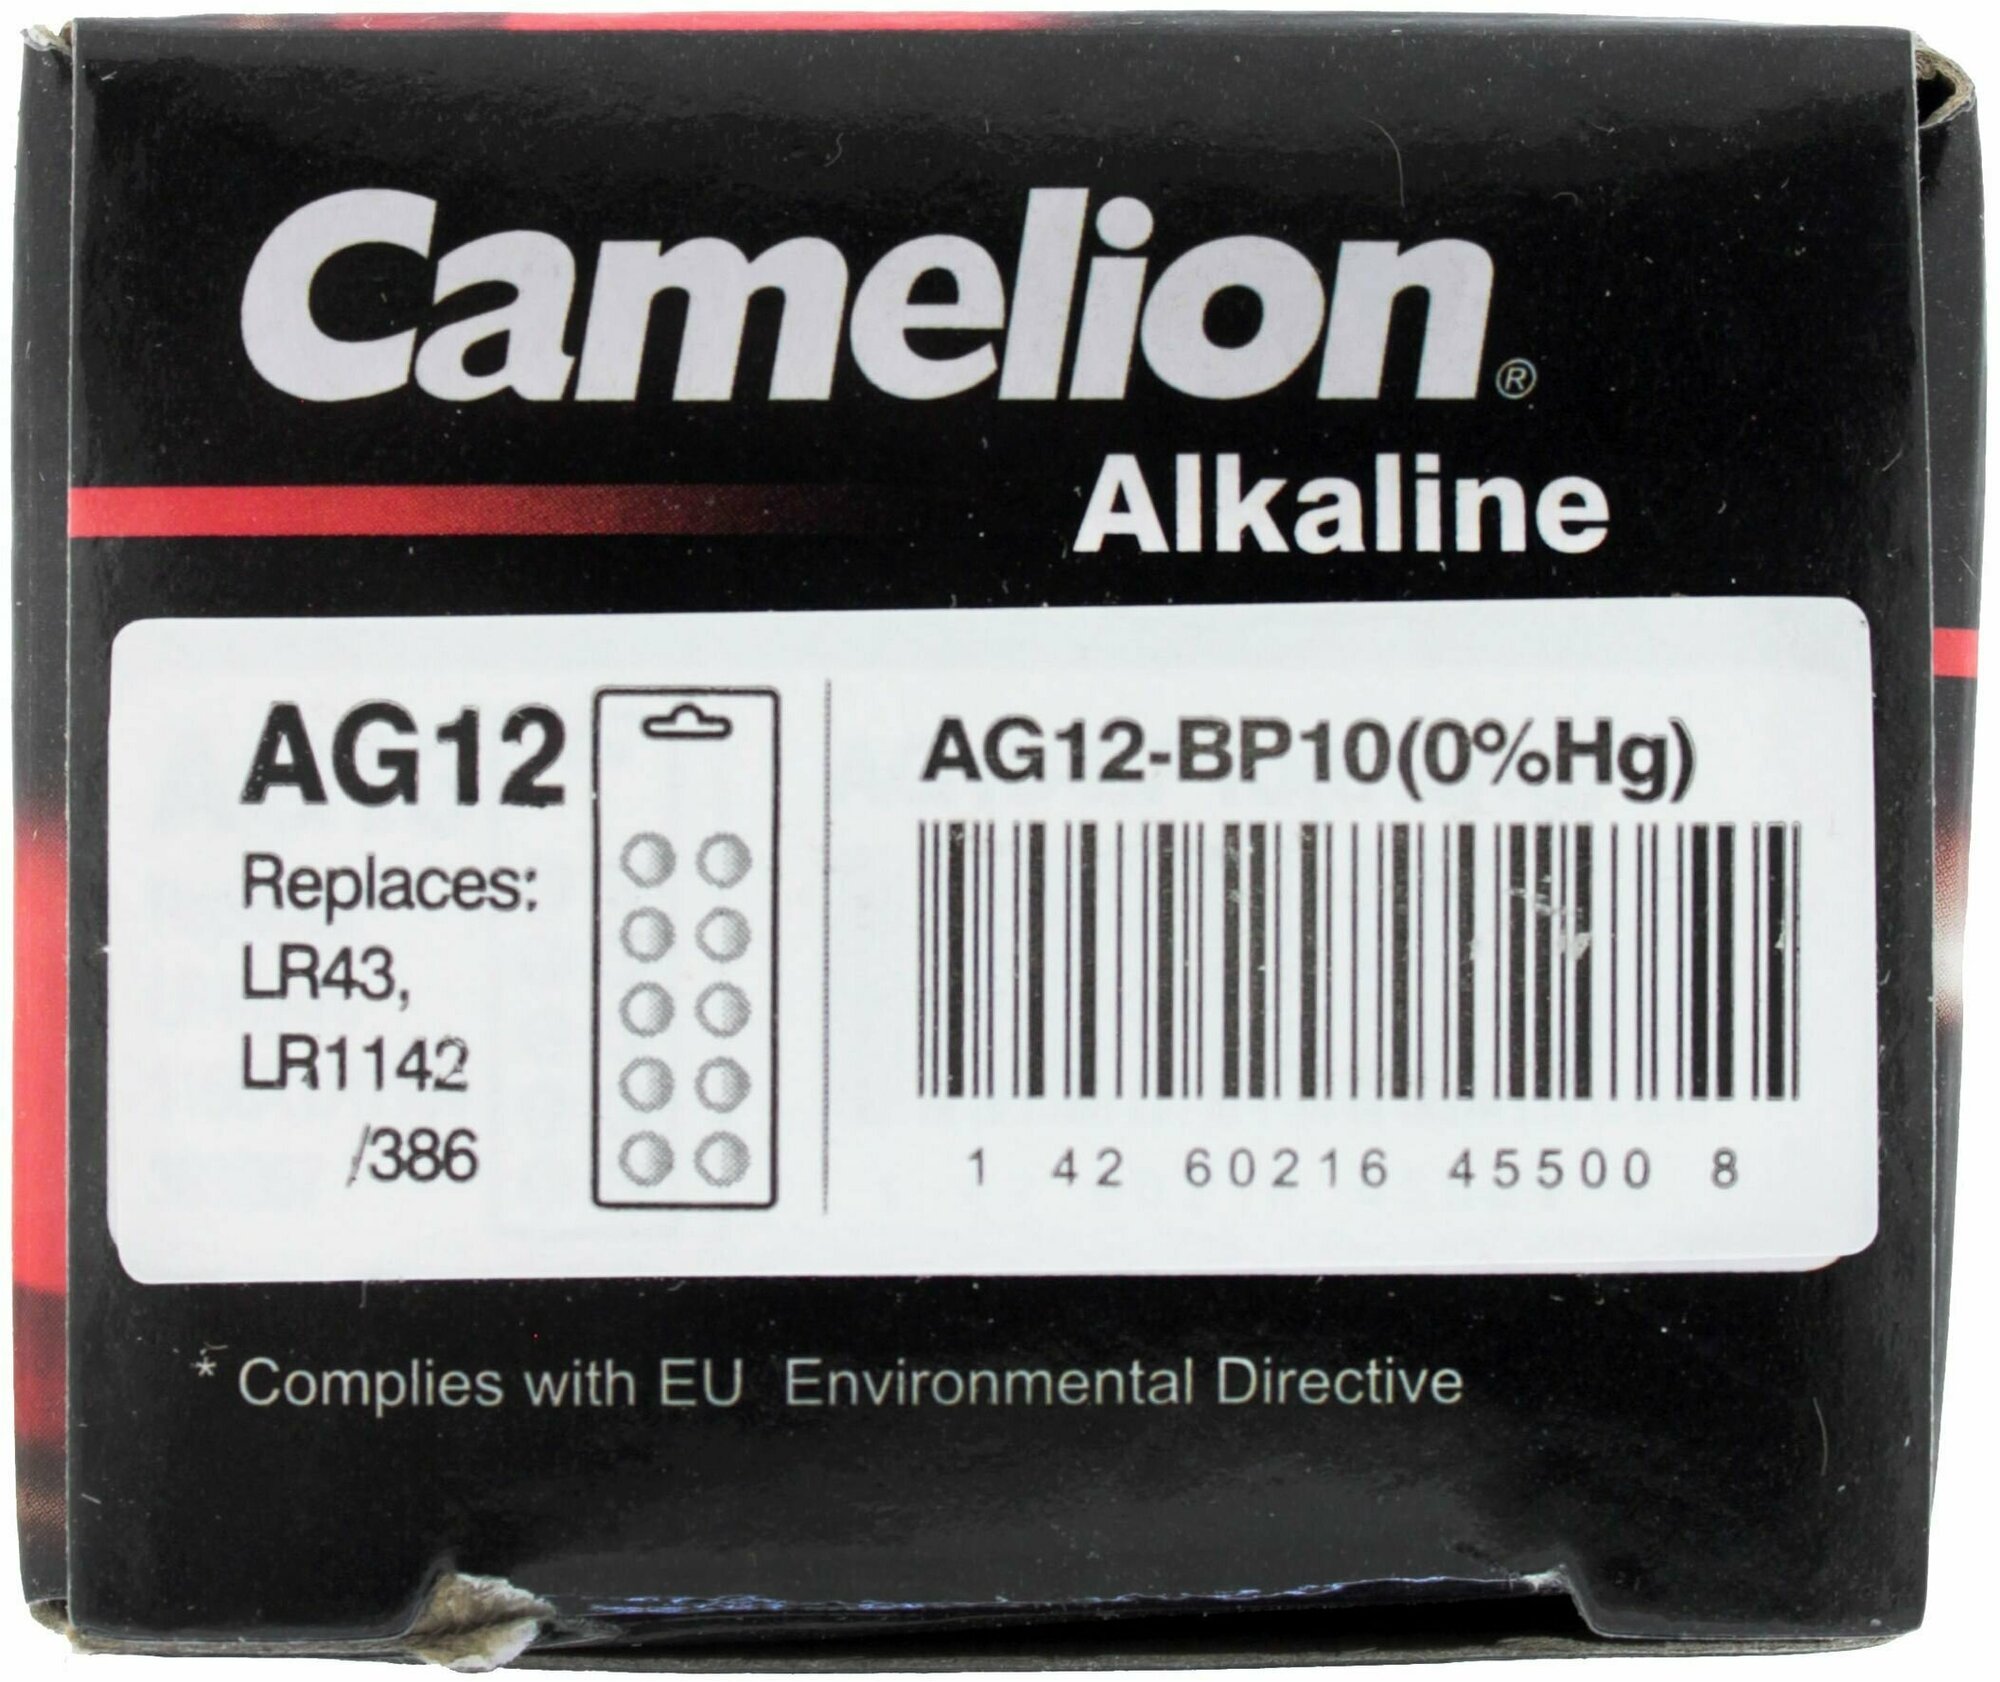 Camelion®
Alkaline
AG12
Replaces:
LR43,
LR1142
/386
AG12-BP10(0%Hg)
1 42 60216 45500 8
* Complies with EU Environmental Directive